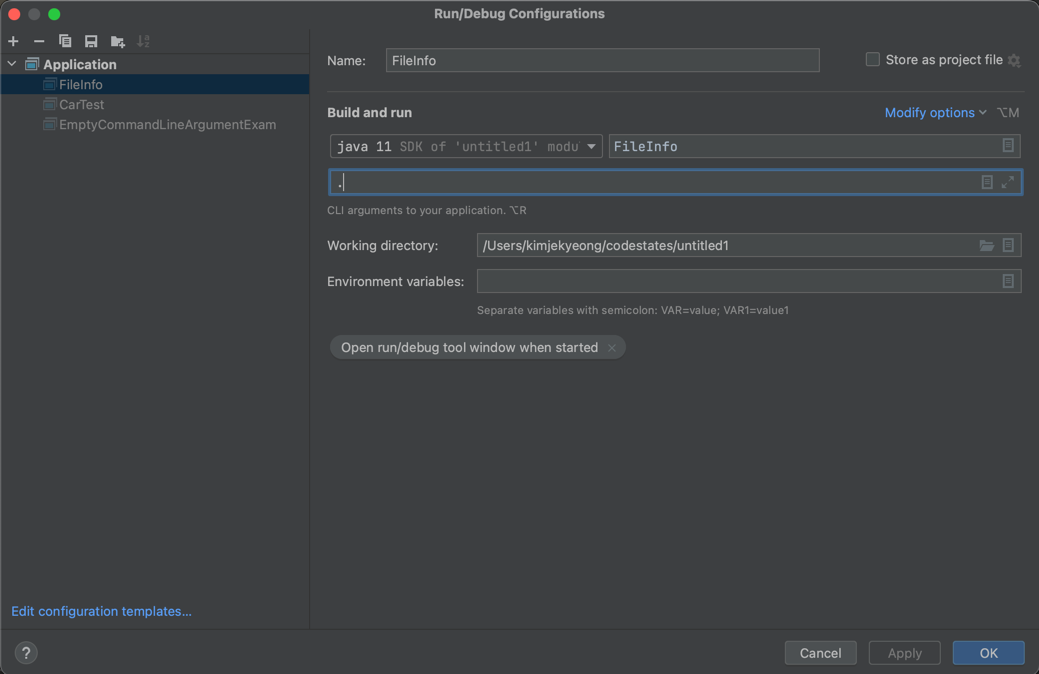 Run/Debug Configurations
Application
FileInfo
CarTest
EmptyCommandLineArgumentExam
Edit configuration templates...
?
Name:
FileInfo
Store as project file
Build and run
Modify options
⌥M
java 11 SDK of 'untitled1' modu
FileInfo
.
CLI arguments to your application. ⌥R
Working directory:
/Users/kimjekyeong/codestates/untitled1
Environment variables:
Separate variables with semicolon: VAR=value; VAR1=value1
Open run/debug tool window when started
Cancel
Apply
OK